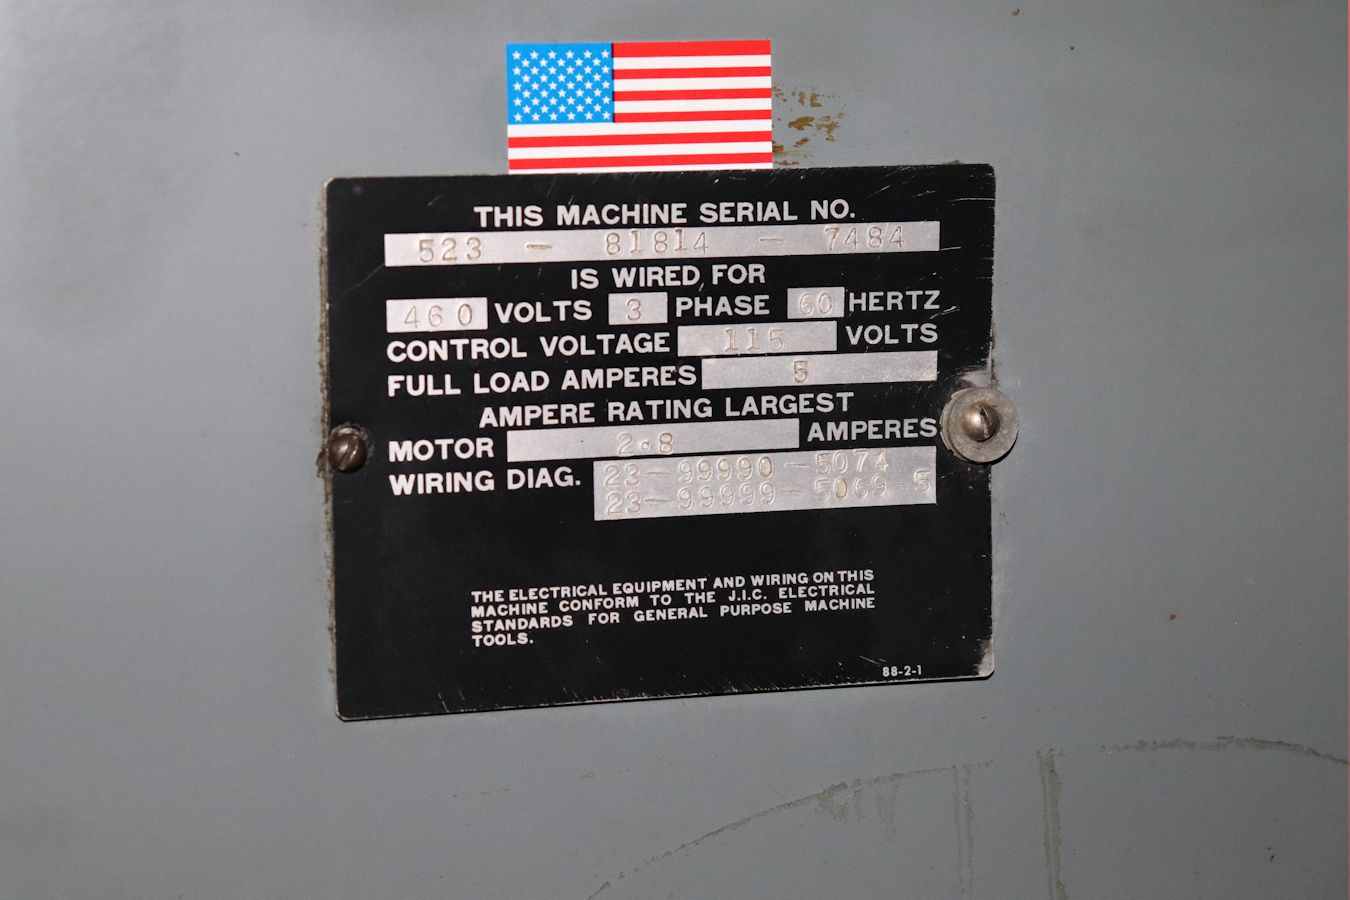 THIS MACHINE SERIAL NO.
523 - 81814 - 7484
IS WIRED FOR
460 VOLTS 3 PHASE 60 HERTZ
CONTROL VOLTAGE 115 VOLTS
FULL LOAD AMPERES 5
AMPERE RATING LARGEST
MOTOR 2.8 AMPERES
WIRING DIAG. 23-99990-5074
23-99999-5069-5
THE ELECTRICAL EQUIPMENT AND WIRING ON THIS
MACHINE CONFORM TO THE J.I.C. ELECTRICAL
STANDARDS FOR GENERAL PURPOSE MACHINE
TOOLS.
88-2-1